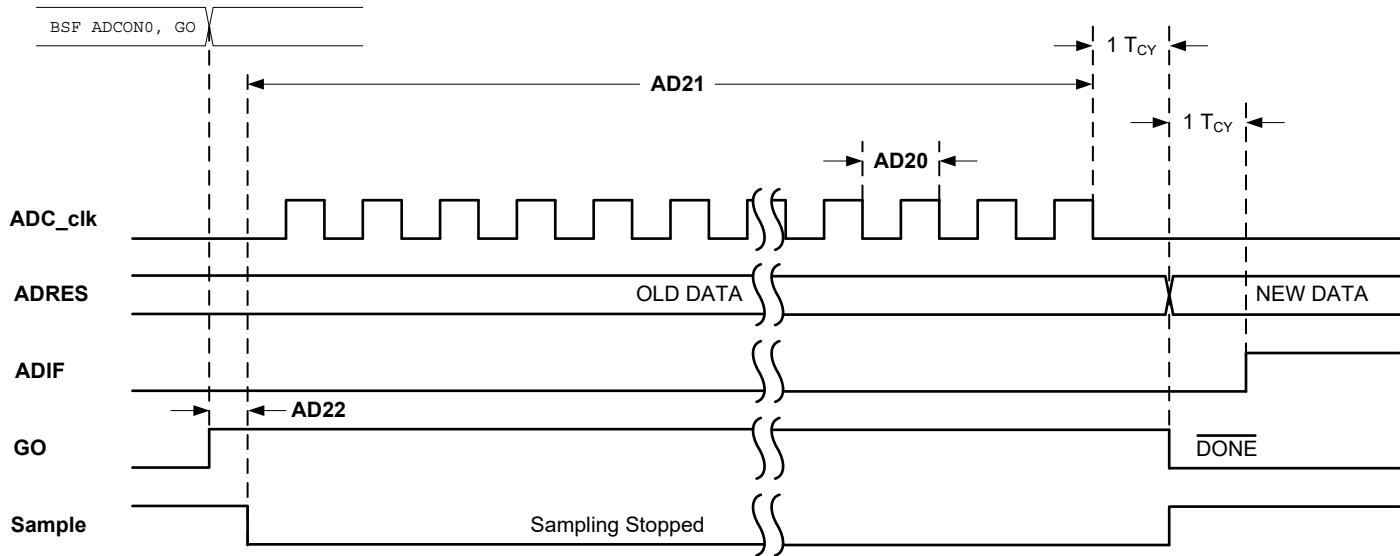 BSF ADCON0, GO
1 TCY
AD21
1 TCY
AD20
ADC_clk
ADRES
OLD DATA
NEW DATA
ADIF
AD22
GO
DONE
Sample
Sampling Stopped